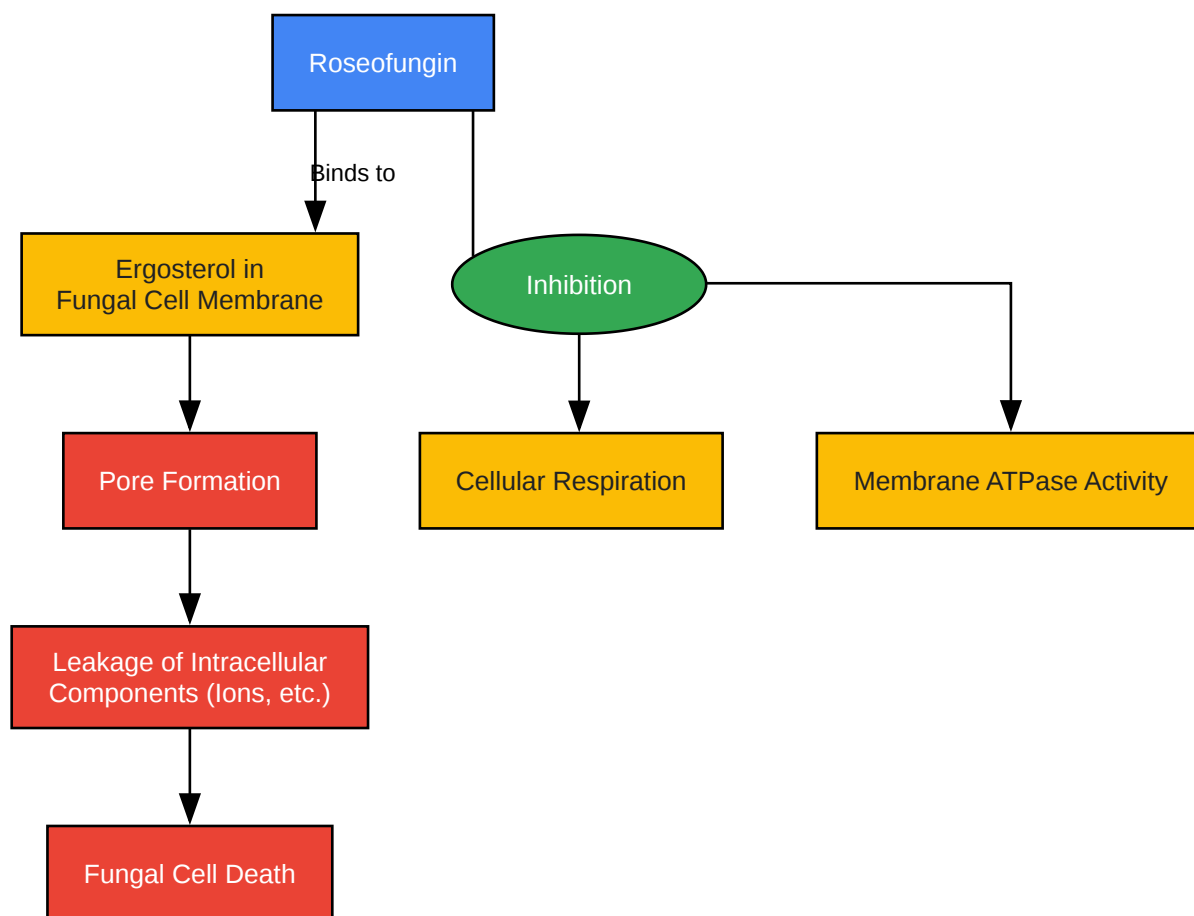 Roseofungin
Binds to
Ergosterol in
Fungal Cell Membrane
Inhibition
Pore Formation
Cellular Respiration
Membrane ATPase Activity
Leakage of Intracellular
Components (Ions, etc.)
Fungal Cell Death